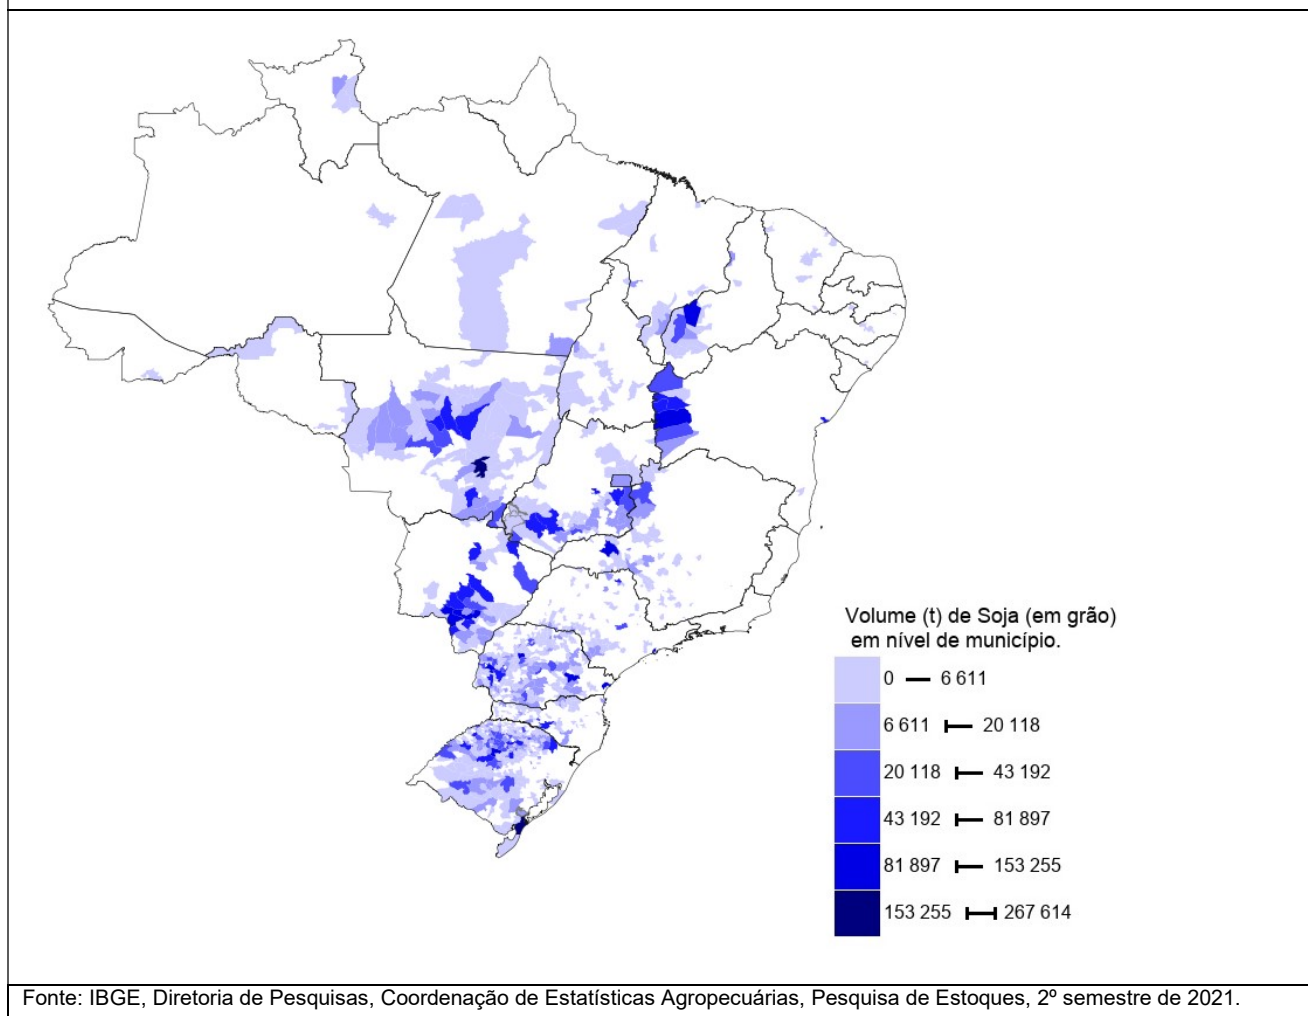 Volume (t) de Soja (em grão)
em nível de município.
0 — 6 611
6 611 ⊢ 20 118
20 118 ⊢ 43 192
43 192 ⊢ 81 897
81 897 ⊢ 153 255
153 255 ⊢⊣ 267 614
Fonte: IBGE, Diretoria de Pesquisas, Coordenação de Estatísticas Agropecuárias, Pesquisa de Estoques, 2º semestre de 2021.